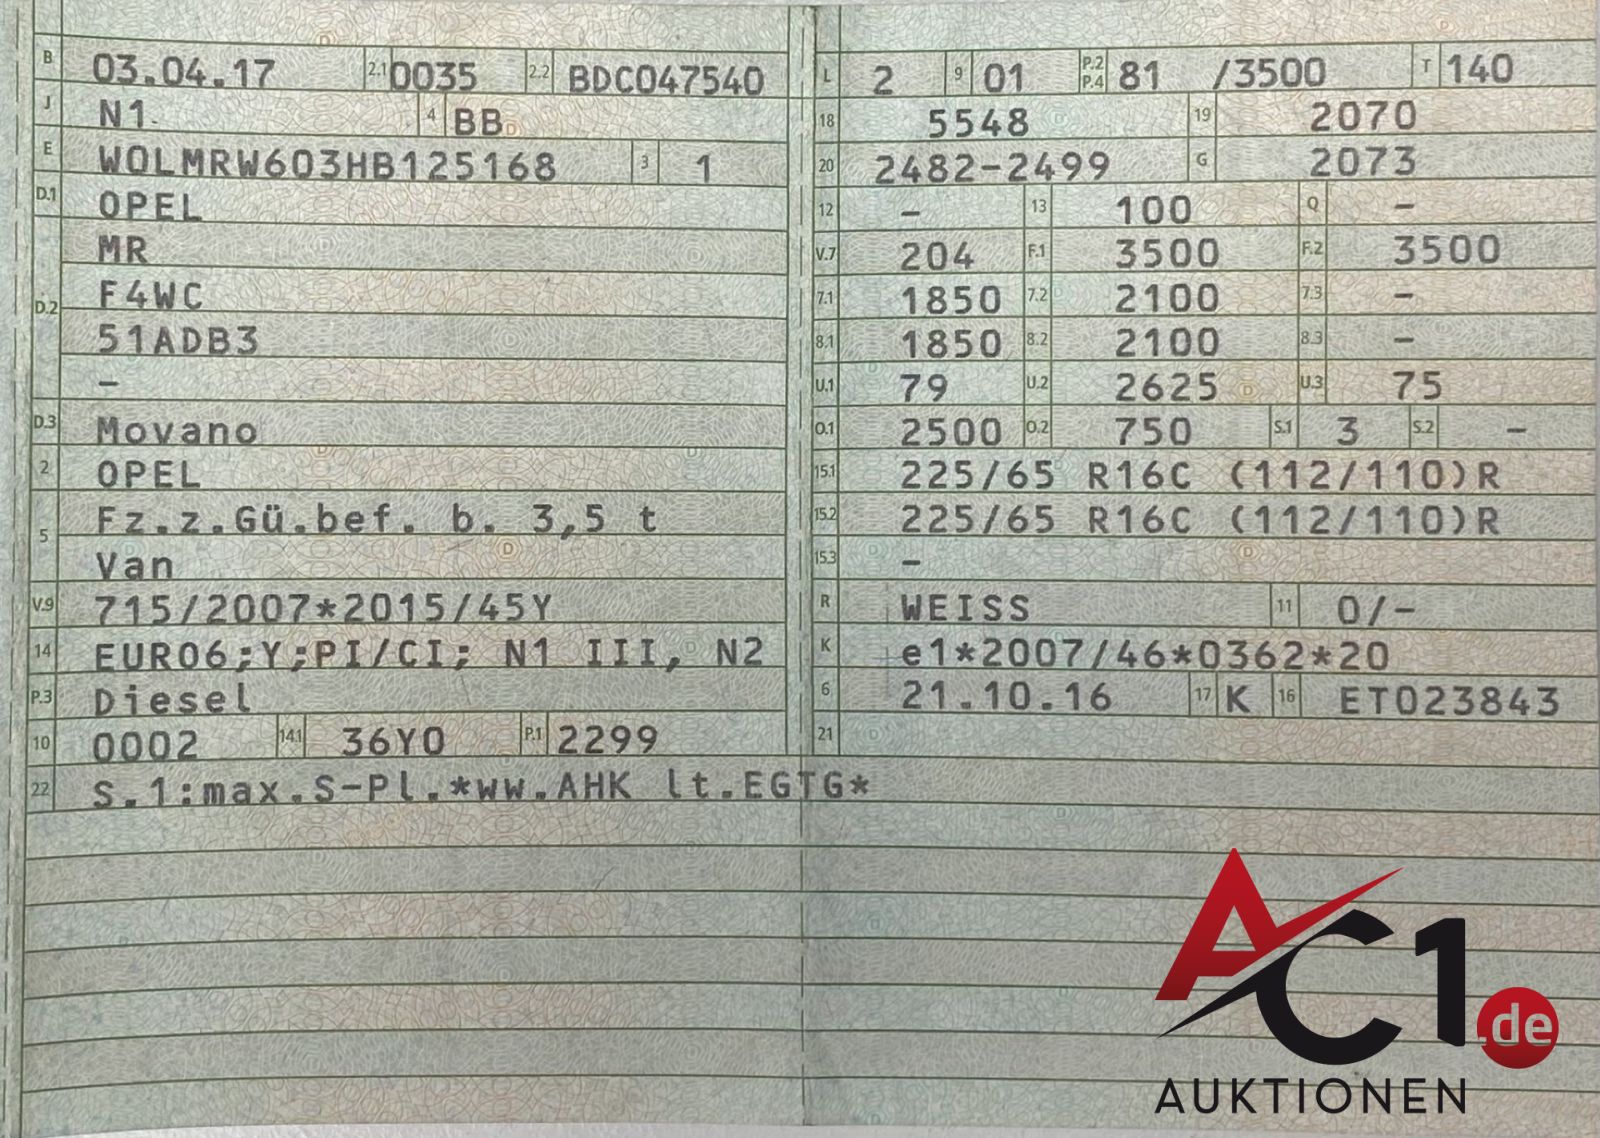 B 03.04.17 2.1 0035 2.2 BDC047540
J N1 4 BB
E W0LMRW603HB125168 3 1
D.1 OPEL
D.2 MR
F4WC
51ADB3
–
D.3 Movano
2 OPEL
5 Fz.z.Gü.bef. b. 3,5 t
Van
V.9 715/2007*2015/45Y
14 EURO6;Y;PI/CI; N1 III, N2
P.3 Diesel
10 0002 14.1 36Y0 P.1 2299
22 S.1:max.S-Pl.*ww.AHK lt.EGTG*
L 2 9 01 P.2 P.4 81 /3500 T 140
18 5548 19 2070
20 2482-2499 G 2073
12 – 13 100 Q –
V.7 204 F.1 3500 F.2 3500
7.1 1850 7.2 2100 7.3 –
8.1 1850 8.2 2100 8.3 –
U.1 79 U.2 2625 U.3 75
O.1 2500 O.2 750 S.1 3 S.2 –
15.1 225/65 R16C (112/110)R
15.2 225/65 R16C (112/110)R
15.3 –
R WEISS 11 0/-
K e1*2007/46*0362*20
6 21.10.16 17 K 16 ET023843
21
AC1.de
AUKTIONEN